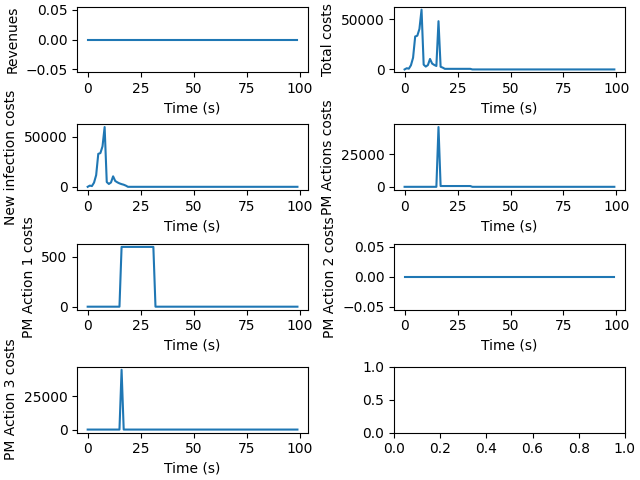 Revenues
0.05
0.00
−0.05
0 25 50 75 100
Time (s)
Total costs
50000
0
0 25 50 75 100
Time (s)
New infection costs
50000
0
0 25 50 75 100
Time (s)
PM Actions costs
25000
0
0 25 50 75 100
Time (s)
PM Action 1 costs
500
0
0 25 50 75 100
Time (s)
PM Action 2 costs
0.05
0.00
−0.05
0 25 50 75 100
Time (s)
PM Action 3 costs
25000
0
0 25 50 75 100
Time (s)
1.0
0.5
0.0
0.0 0.2 0.4 0.6 0.8 1.0